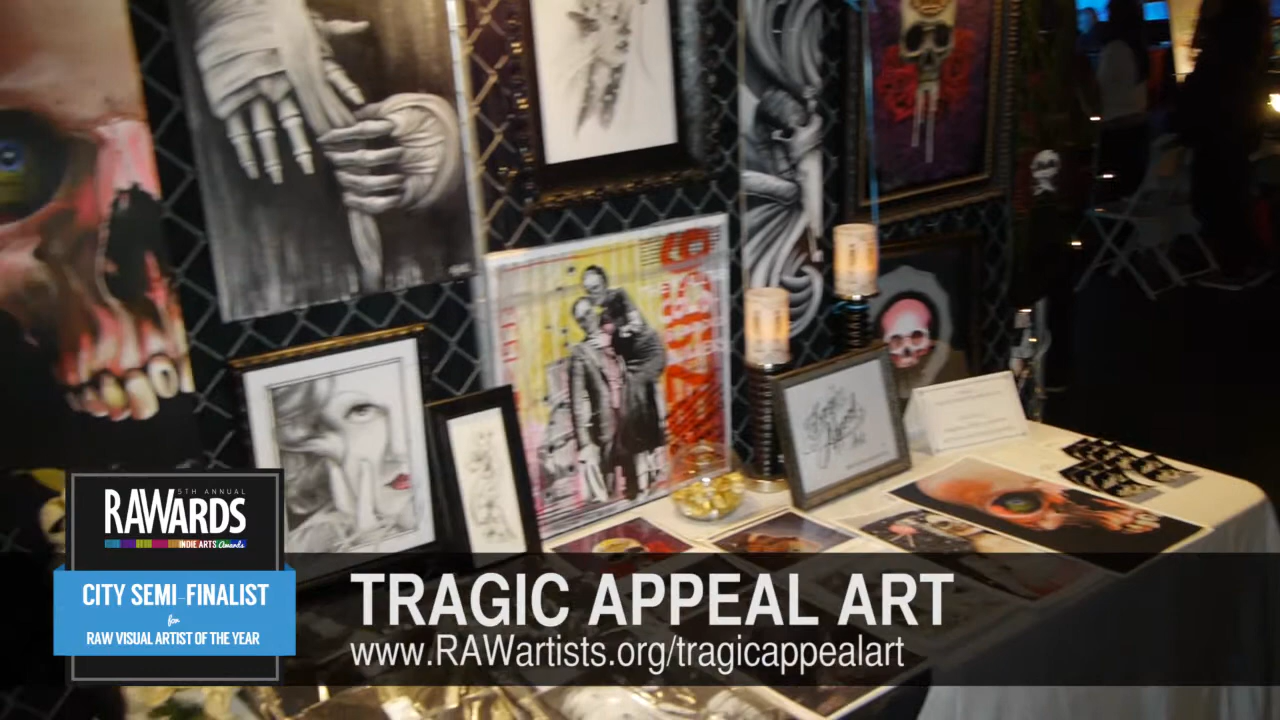 5TH ANNUAL
RAWARDS
INDIE ARTS Awards
CITY SEMI-FINALIST
for
RAW VISUAL ARTIST OF THE YEAR
TRAGIC APPEAL ART
www.RAWartists.org/tragicappealart